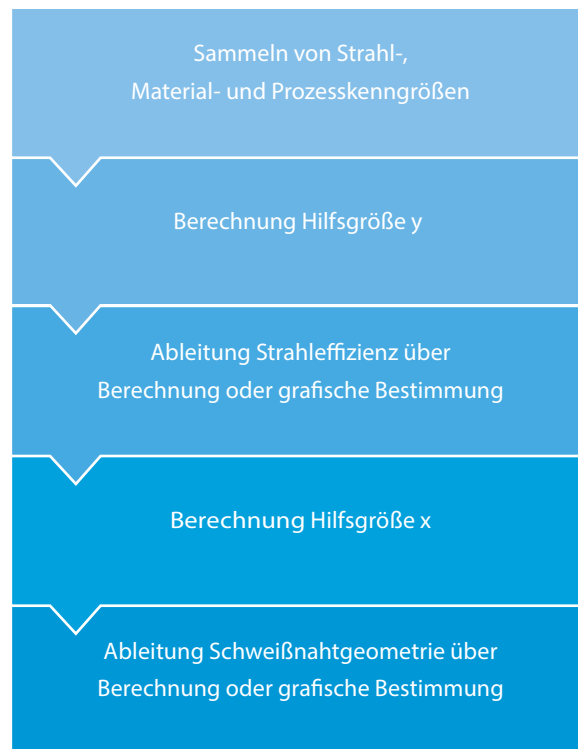 Sammeln von Strahl-,
Material- und Prozesskenngrößen
Berechnung Hilfsgröße y
Ableitung Strahleffizienz über
Berechnung oder grafische Bestimmung
Berechnung Hilfsgröße x
Ableitung Schweißnahtgeometrie über
Berechnung oder grafische Bestimmung